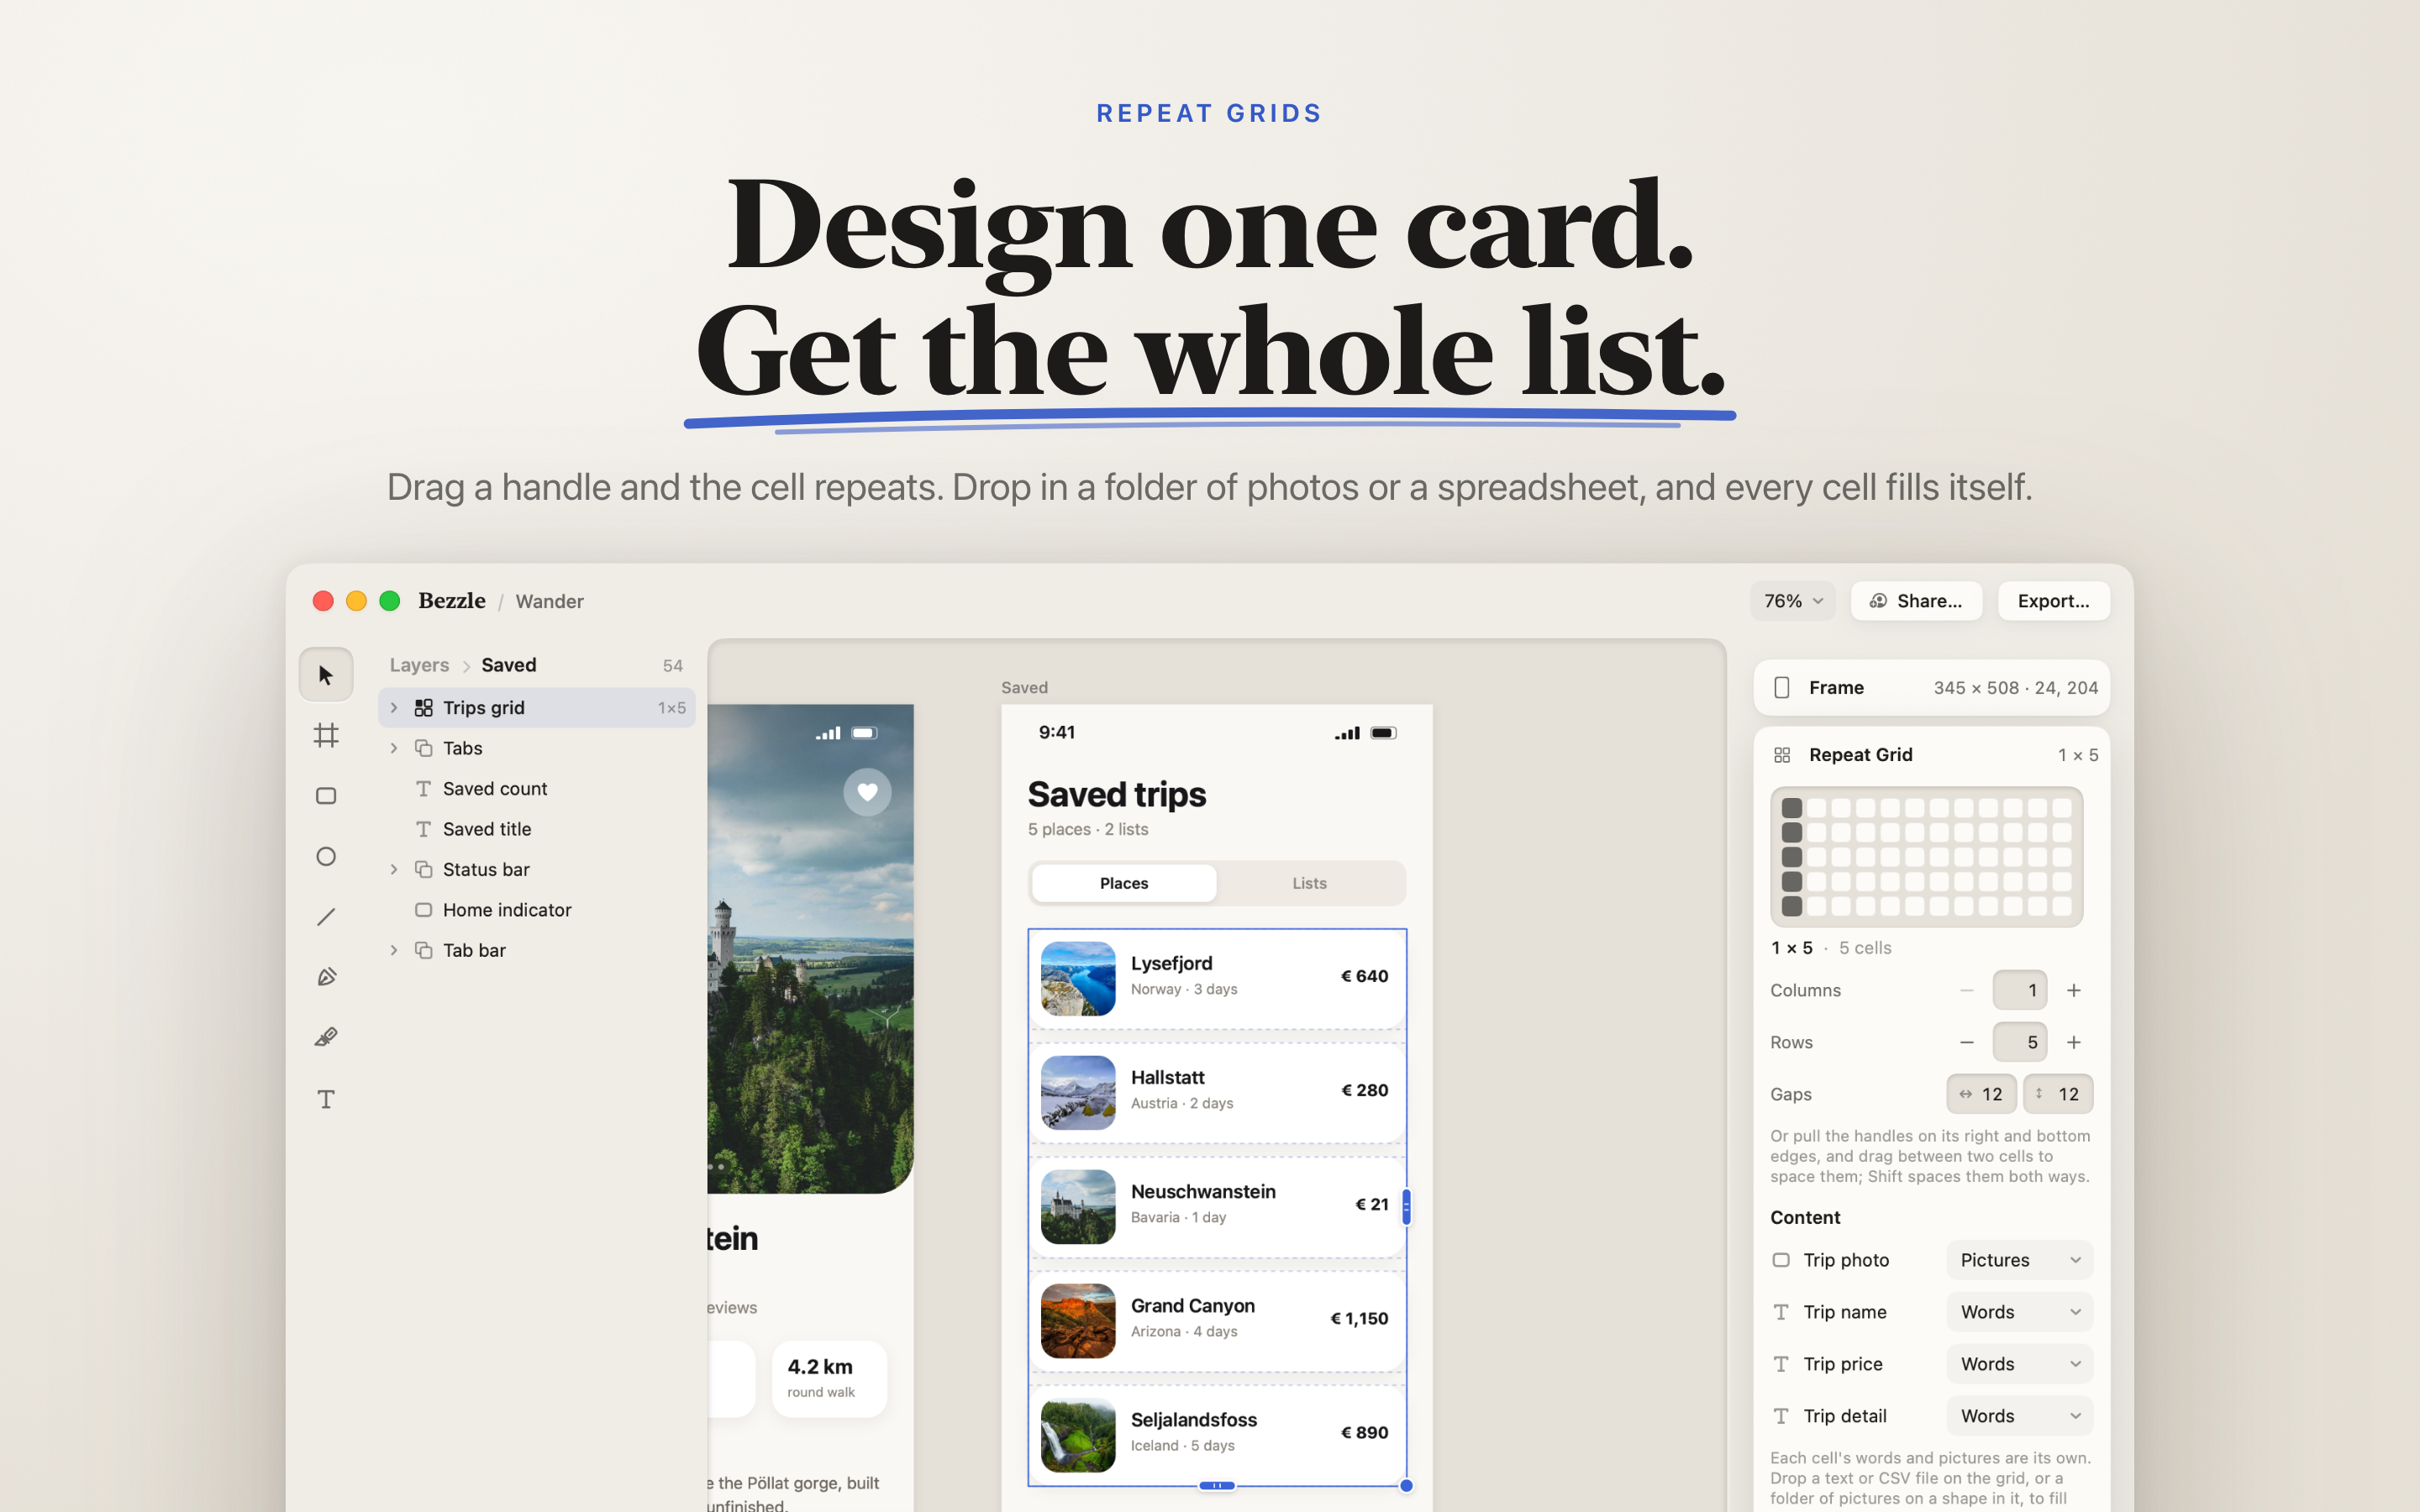 REPEAT GRIDS
Design one card.
Get the whole list.
Drag a handle and the cell repeats. Drop in a folder of photos or a spreadsheet, and every cell fills itself.
Bezzle / Wander
76%
Share...
Export...
Layers > Saved 54
Trips grid 1×5
Tabs
Saved count
Saved title
Status bar
Home indicator
Tab bar
tein
eviews
4.2 km
round walk
e the Pöllat gorge, built
unfinished.
Saved
9:41
Saved trips
5 places · 2 lists
Places
Lists
Lysefjord
Norway · 3 days
€ 640
Hallstatt
Austria · 2 days
€ 280
Neuschwanstein
Bavaria · 1 day
€ 21
Grand Canyon
Arizona · 4 days
€ 1,150
Seljalandsfoss
Iceland · 5 days
€ 890
Frame 345 × 508 · 24, 204
Repeat Grid 1 × 5
1 × 5 · 5 cells
Columns − 1 +
Rows − 5 +
Gaps 12 12
Or pull the handles on its right and bottom
edges, and drag between two cells to
space them; Shift spaces them both ways.
Content
Trip photo Pictures
Trip name Words
Trip price Words
Trip detail Words
Each cell's words and pictures are its own.
Drop a text or CSV file on the grid, or a
folder of pictures on a shape in it, to fill